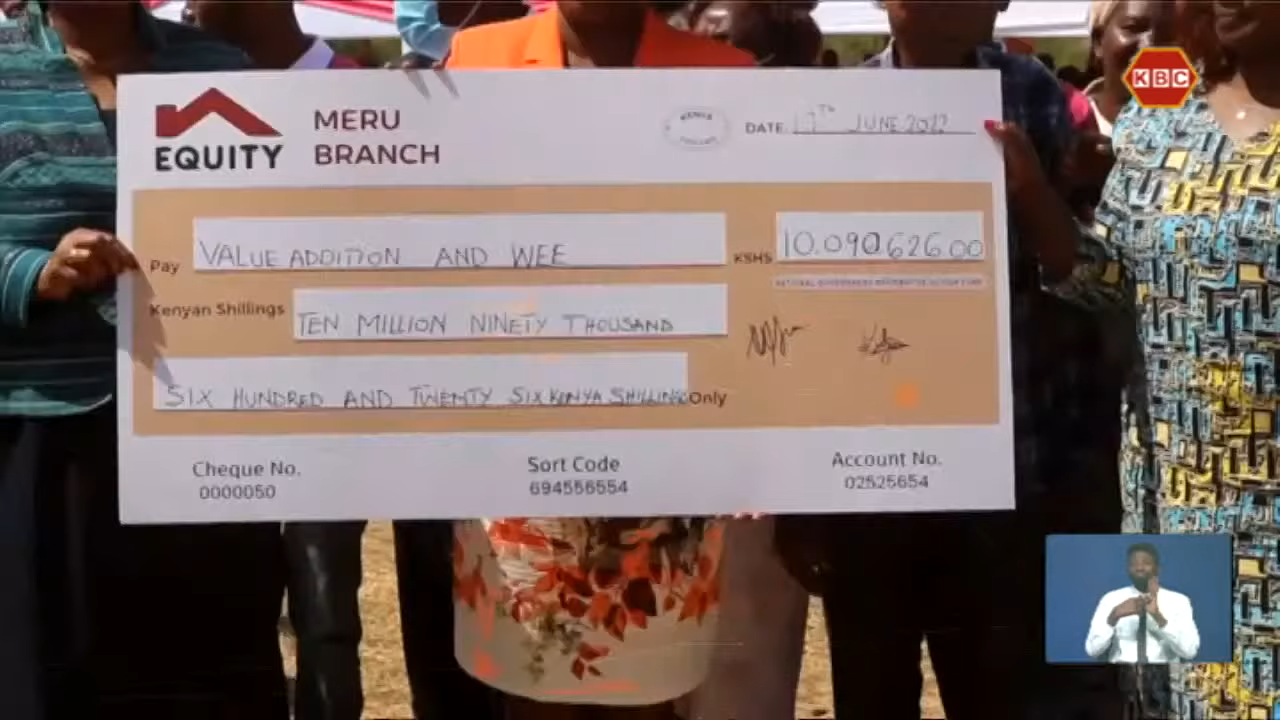 KBC
EQUITY
MERU
BRANCH
KENYA
DATE 17TH JUNE 2022
Pay VALUE ADDITION AND WEE
KSHS 10.090.626.00
Kenyan Shillings TEN MILLION NINETY THOUSAND
SIX HUNDRED AND TWENTY SIX KENYA SHILLINGS Only
Cheque No.
0000050
Sort Code
694556554
Account No.
02525654